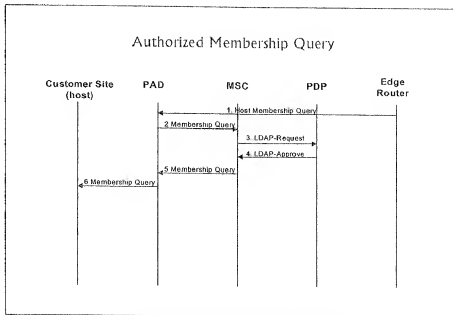 Authorized Membership Query
Customer Site (host)
PAD
MSC
PDP
Edge Router
1. Host Membership Query
2 Membership Query
3. LDAP-Request
4. LDAP-Approve
5 Membership Query
6 Membership Query